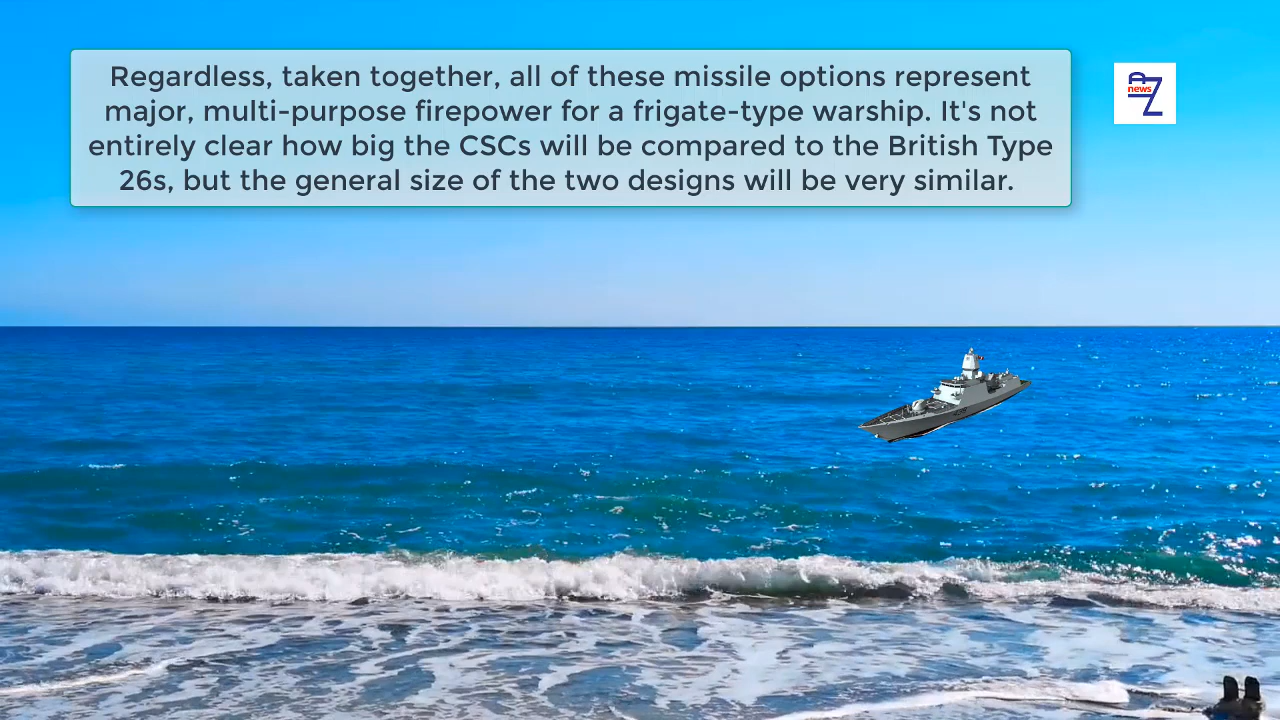 Regardless, taken together, all of these missile options represent
major, multi-purpose firepower for a frigate-type warship. It's not
entirely clear how big the CSCs will be compared to the British Type
26s, but the general size of the two designs will be very similar.
AZ
news